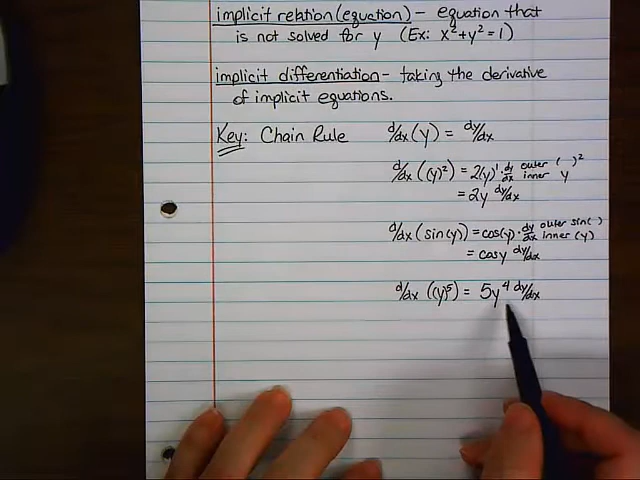 implicit relation (equation) - equation that
is not solved for y (Ex: x²+y²=1)
implicit differentiation - taking the derivative
of implicit equations.
Key: Chain Rule d/dx (y) = dy/dx
d/dx ((y)²) = 2(y)¹ · dy/dx outer ( )² inner y
= 2y dy/dx
d/dx (sin(y)) = cos(y) · dy/dx outer sin( ) inner (y)
= cosy dy/dx
d/dx ((y)⁵) = 5y⁴ dy/dx